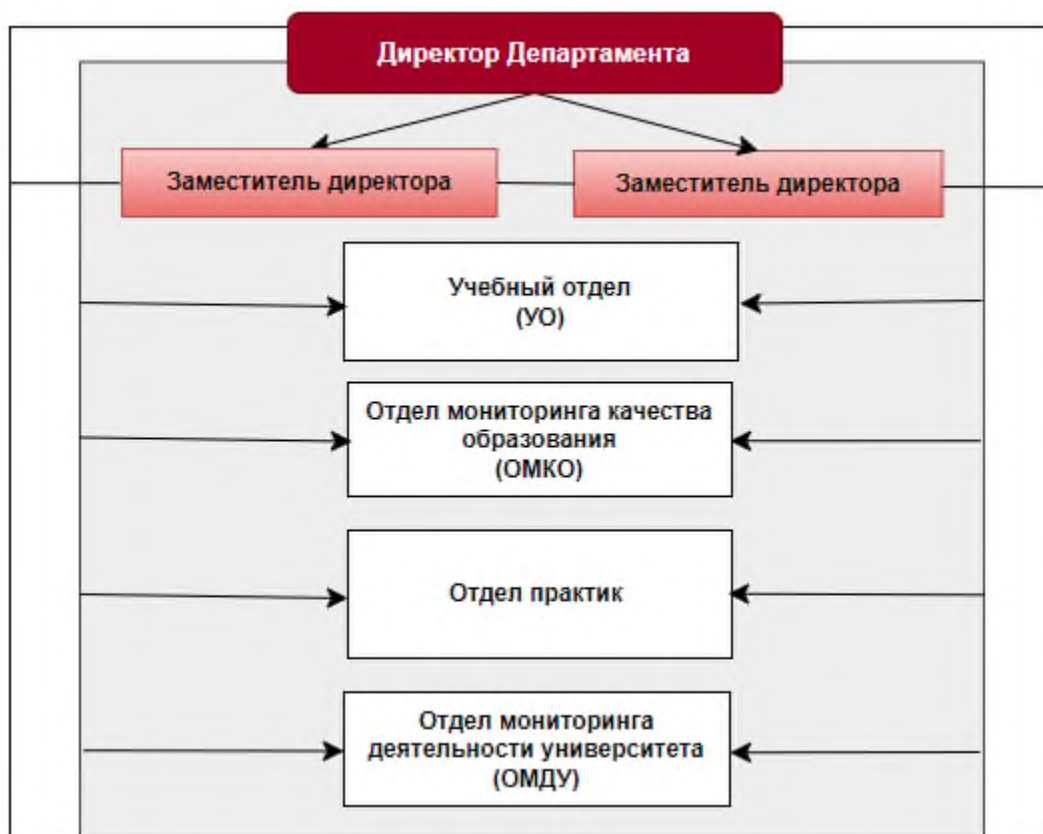 Директор Департамента
Заместитель директора
Заместитель директора
Учебный отдел
(УО)
Отдел мониторинга качества
образования
(ОМКО)
Отдел практик
Отдел мониторинга
деятельности университета
(ОМДУ)